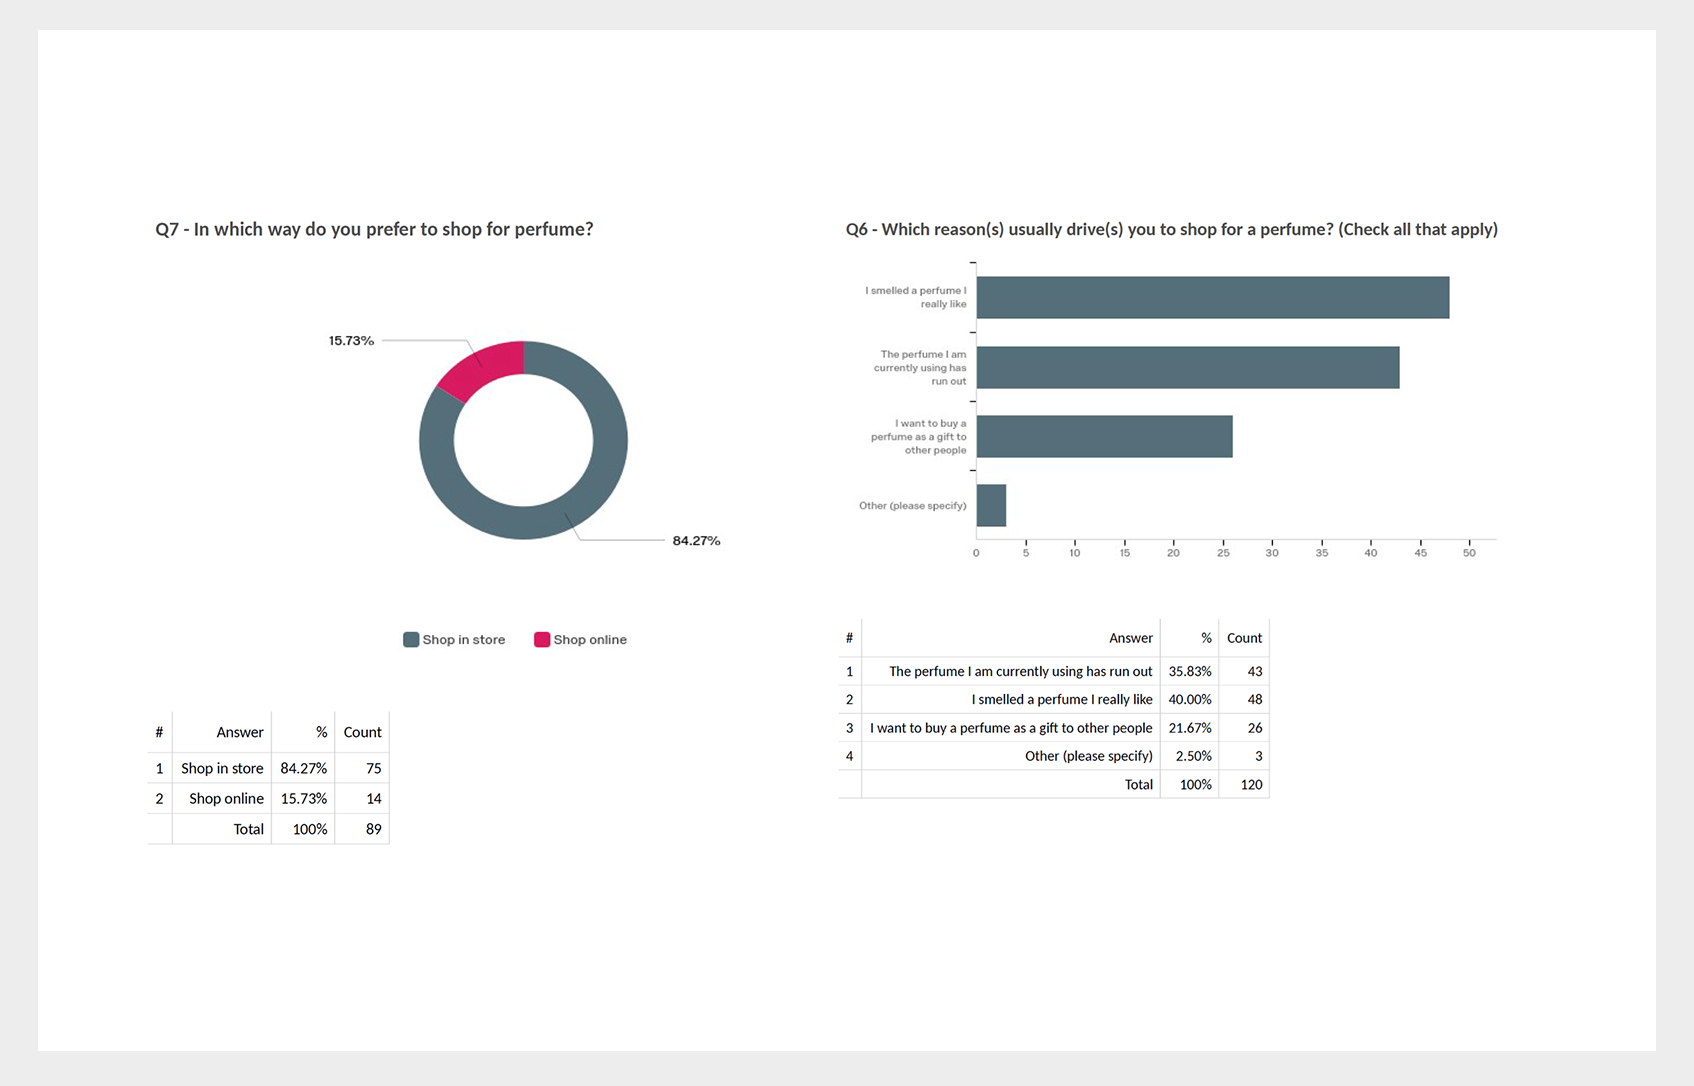 Q7 - In which way do you prefer to shop for perfume?
15.73%
84.27%
Shop in store
Shop online
# Answer % Count
1 Shop in store 84.27% 75
2 Shop online 15.73% 14
Total 100% 89
Q6 - Which reason(s) usually drive(s) you to shop for a perfume? (Check all that apply)
I smelled a perfume I
really like
The perfume I am
currently using has
run out
I want to buy a
perfume as a gift to
other people
Other (please specify)
0 5 10 15 20 25 30 35 40 45 50
# Answer % Count
1 The perfume I am currently using has run out 35.83% 43
2 I smelled a perfume I really like 40.00% 48
3 I want to buy a perfume as a gift to other people 21.67% 26
4 Other (please specify) 2.50% 3
Total 100% 120